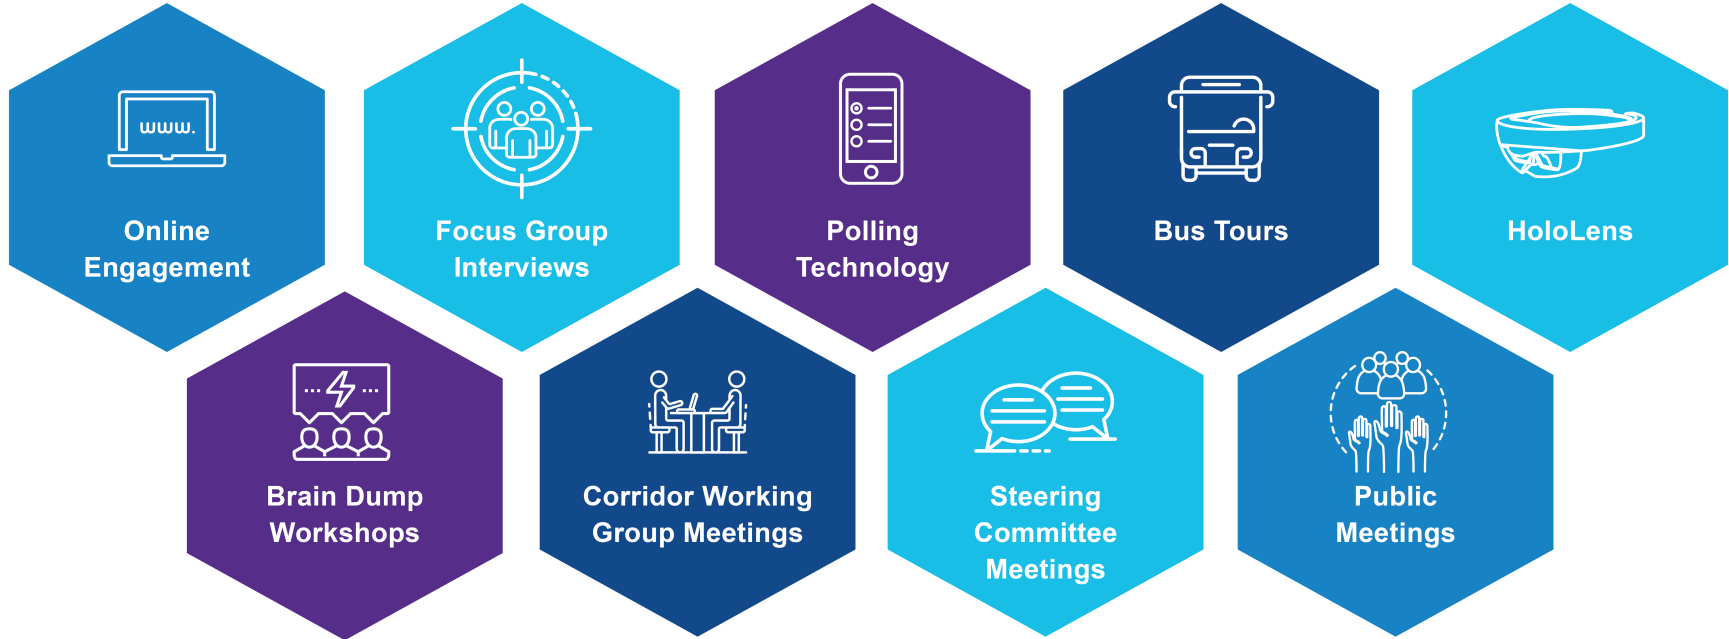 www.
Online
Engagement
Focus Group
Interviews
Polling
Technology
Bus Tours
HoloLens
Brain Dump
Workshops
Corridor Working
Group Meetings
Steering
Committee
Meetings
Public
Meetings